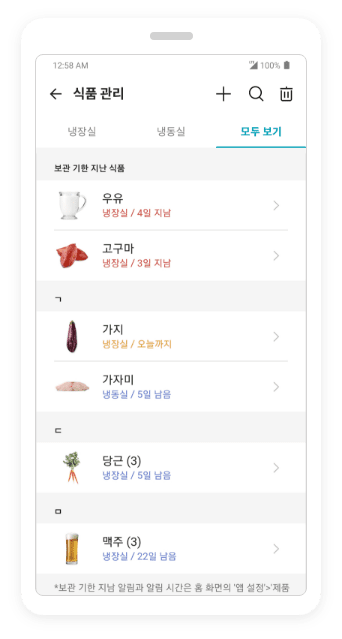 12:58 AM 100%
식품 관리
냉장실 냉동실 모두 보기
보관 기한 지난 식품
우유
냉장실 / 4일 지남
고구마
냉장실 / 3일 지남
ㄱ
가지
냉장실 / 오늘까지
가자미
냉동실 / 5일 남음
ㄷ
당근 (3)
냉장실 / 5일 남음
ㅁ
맥주 (3)
냉장실 / 22일 남음
*보관 기한 지남 알림과 알림 시간은 홈 화면의 '앱 설정'>'제품